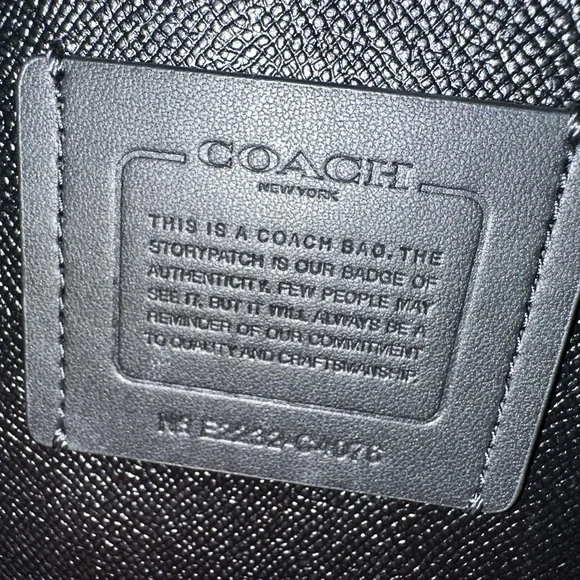 COACH
NEW YORK
THIS IS A COACH BAG. THE
STORYPATCH IS OUR BADGE OF
AUTHENTICITY. FEW PEOPLE MAY
SEE IT. BUT IT WILL ALWAYS BE A
REMINDER OF OUR COMMITMENT
TO QUALITY AND CRAFTSMANSHIP.